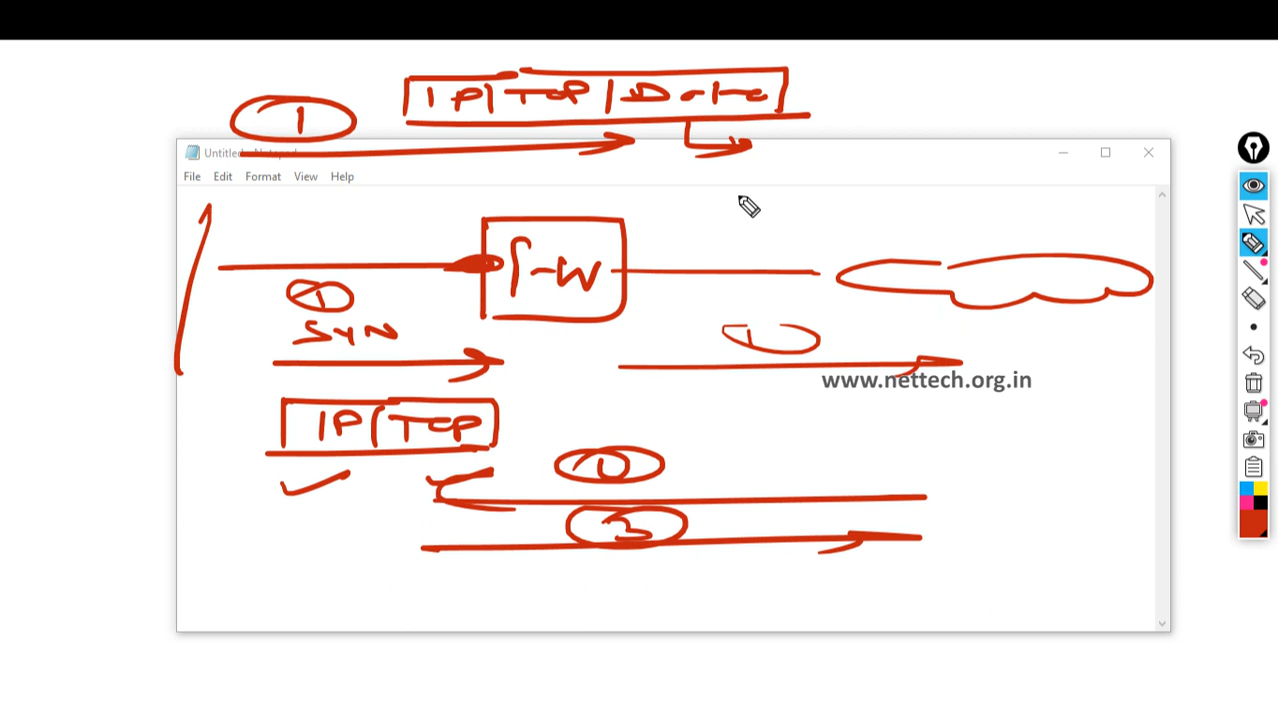 1
IP | TCP | Data
Untitled - Notepad
File Edit Format View Help
F-W
1
SYN
1
www.nettech.org.in
IP | TCP
3